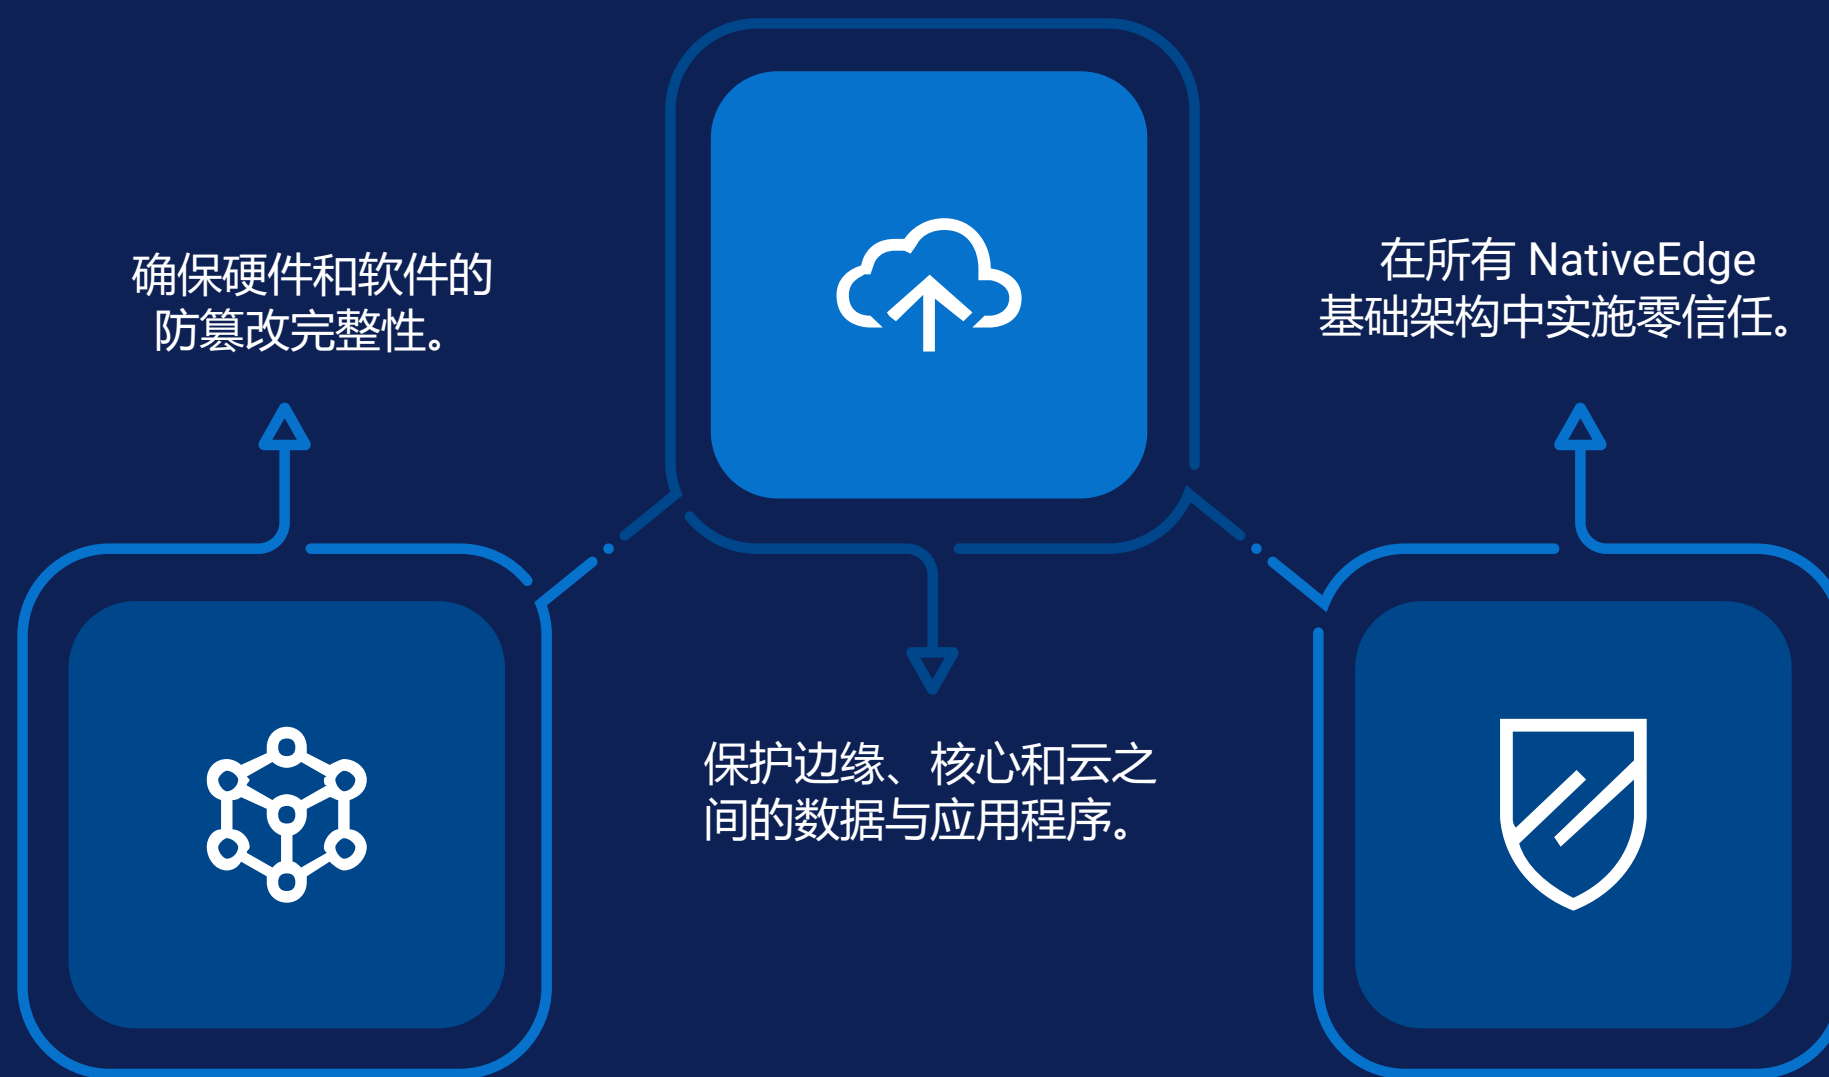 确保硬件和软件的
防篡改完整性。
保护边缘、核心和云之
间的数据与应用程序。
在所有 NativeEdge
基础架构中实施零信任。